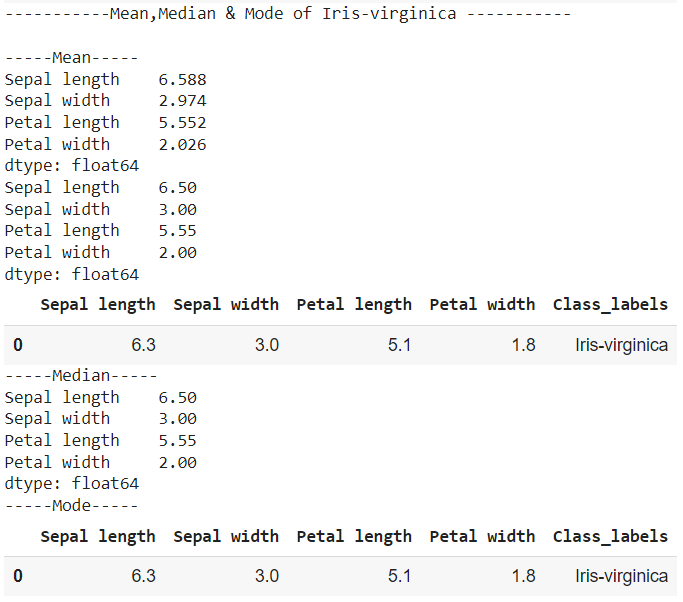 -----------Mean,Median & Mode of Iris-virginica -----------
-----Mean-----
Sepal length    6.588
Sepal width     2.974
Petal length    5.552
Petal width     2.026
dtype: float64
Sepal length    6.50
Sepal width     3.00
Petal length    5.55
Petal width     2.00
dtype: float64
Sepal length Sepal width Petal length Petal width Class_labels
0 6.3 3.0 5.1 1.8 Iris-virginica
-----Median-----
Sepal length    6.50
Sepal width     3.00
Petal length    5.55
Petal width     2.00
dtype: float64
-----Mode-----
Sepal length Sepal width Petal length Petal width Class_labels
0 6.3 3.0 5.1 1.8 Iris-virginica